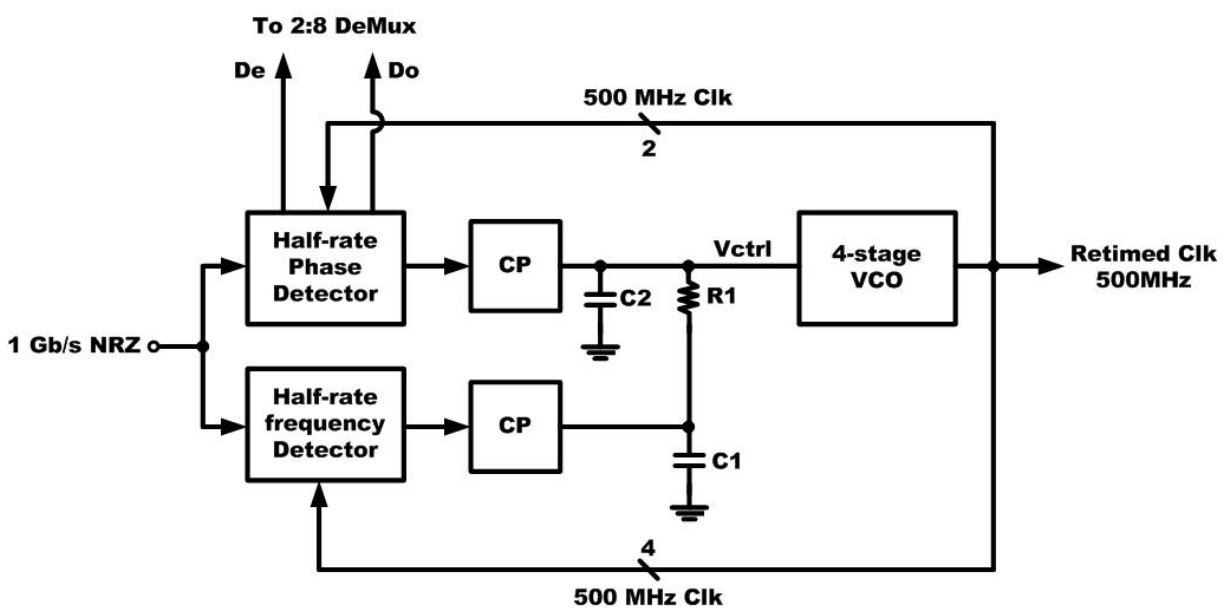 To 2:8 DeMux
De
Do
500 MHz Clk
2
Half-rate
Phase
Detector
CP
Vctrl
4-stage
VCO
Retimed Clk
500MHz
C2
R1
1 Gb/s NRZ
Half-rate
frequency
Detector
CP
C1
4
500 MHz Clk